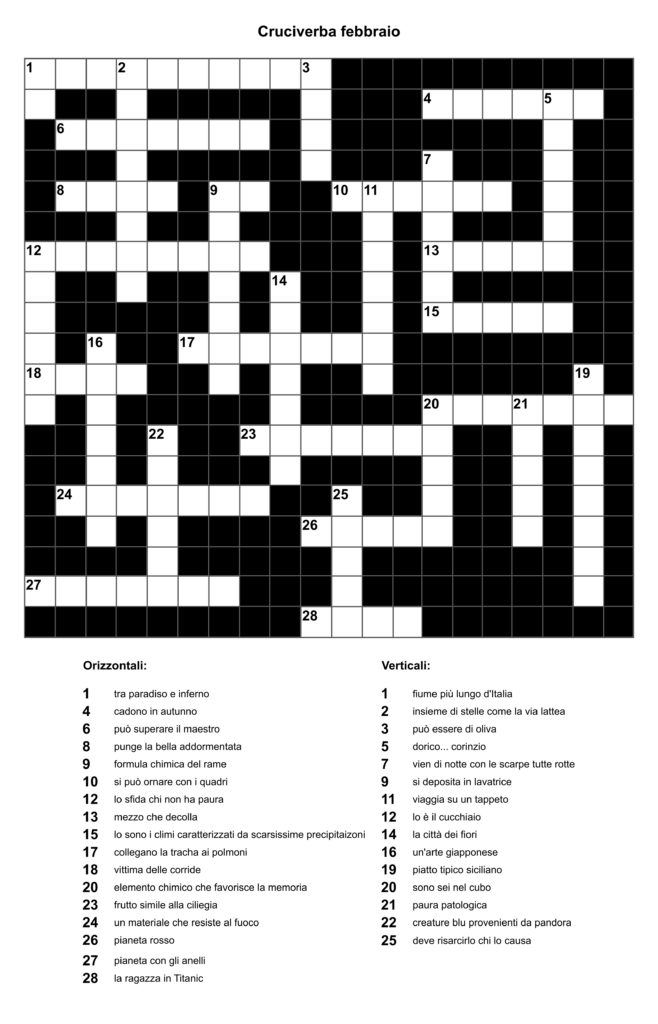 Cruciverba febbraio
1 2 3
4 5
6
7
8 9 10 11
12 13
14
15
16 17
18 19
20 21
22 23
24 25
26
27
28
Orizzontali:
1 tra paradiso e inferno
4 cadono in autunno
6 può superare il maestro
8 punge la bella addormentata
9 formula chimica del rame
10 si può ornare con i quadri
12 lo sfida chi non ha paura
13 mezzo che decolla
15 lo sono i climi caratterizzati da scarsissime precipitaizoni
17 collegano la tracha ai polmoni
18 vittima delle corride
20 elemento chimico che favorisce la memoria
23 frutto simile alla ciliegia
24 un materiale che resiste al fuoco
26 pianeta rosso
27 pianeta con gli anelli
28 la ragazza in Titanic
Verticali:
1 fiume più lungo d'Italia
2 insieme di stelle come la via lattea
3 può essere di oliva
5 dorico... corinzio
7 vien di notte con le scarpe tutte rotte
9 si deposita in lavatrice
11 viaggia su un tappeto
12 lo è il cucchiaio
14 la città dei fiori
16 un'arte giapponese
19 piatto tipico siciliano
20 sono sei nel cubo
21 paura patologica
22 creature blu provenienti da pandora
25 deve risarcirlo chi lo causa